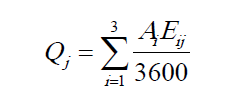 $Q_j = \sum_{i=1}^{3} \frac{A_i E_{ij}}{3600}$